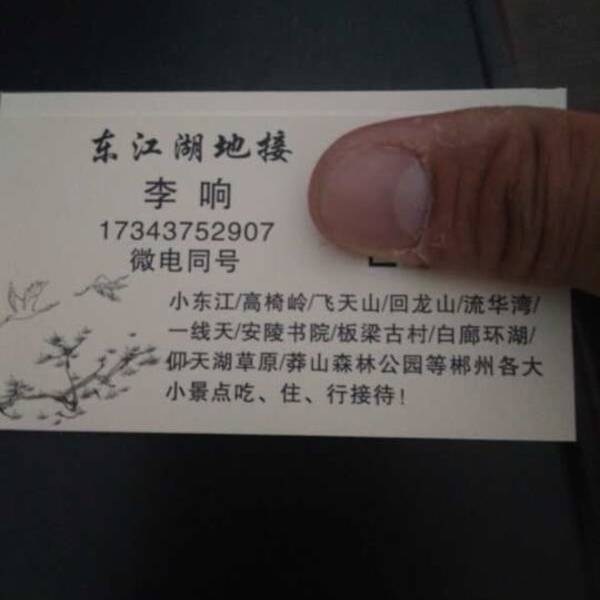 东江湖地接
李响
17343752907
微电同号
小东江/高椅岭/飞天山/回龙山/流华湾/
一线天/安陵书院/板梁古村/白廊环湖/
仰天湖草原/莽山森林公园等郴州各大
小景点吃、住、行接待!